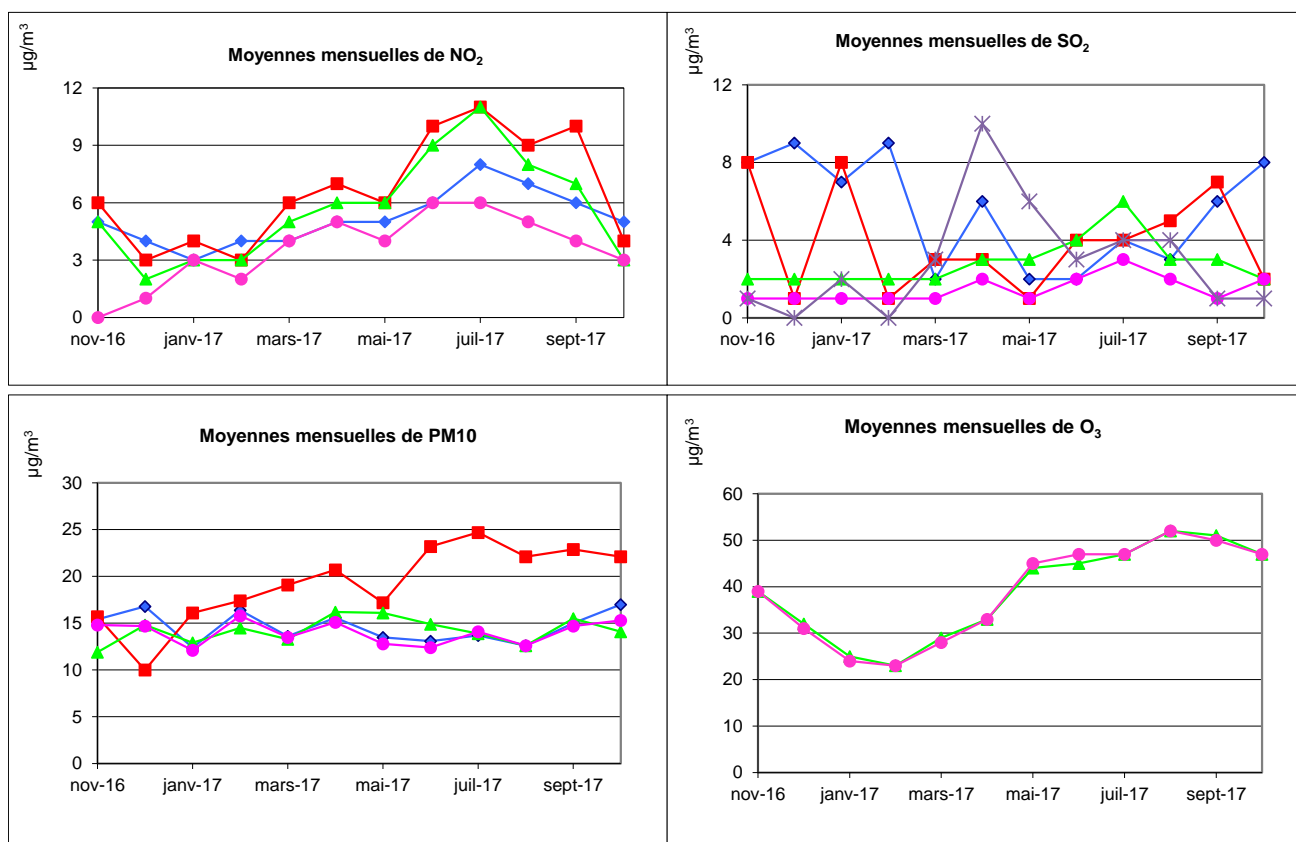 µg/m³
Moyennes mensuelles de NO₂
12
9
6
3
0
nov-16 janv-17 mars-17 mai-17 juil-17 sept-17
µg/m³
Moyennes mensuelles de SO₂
12
8
4
0
nov-16 janv-17 mars-17 mai-17 juil-17 sept-17
µg/m³
Moyennes mensuelles de PM10
30
25
20
15
10
5
0
nov-16 janv-17 mars-17 mai-17 juil-17 sept-17
µg/m³
Moyennes mensuelles de O₃
60
50
40
30
20
10
0
nov-16 janv-17 mars-17 mai-17 juil-17 sept-17